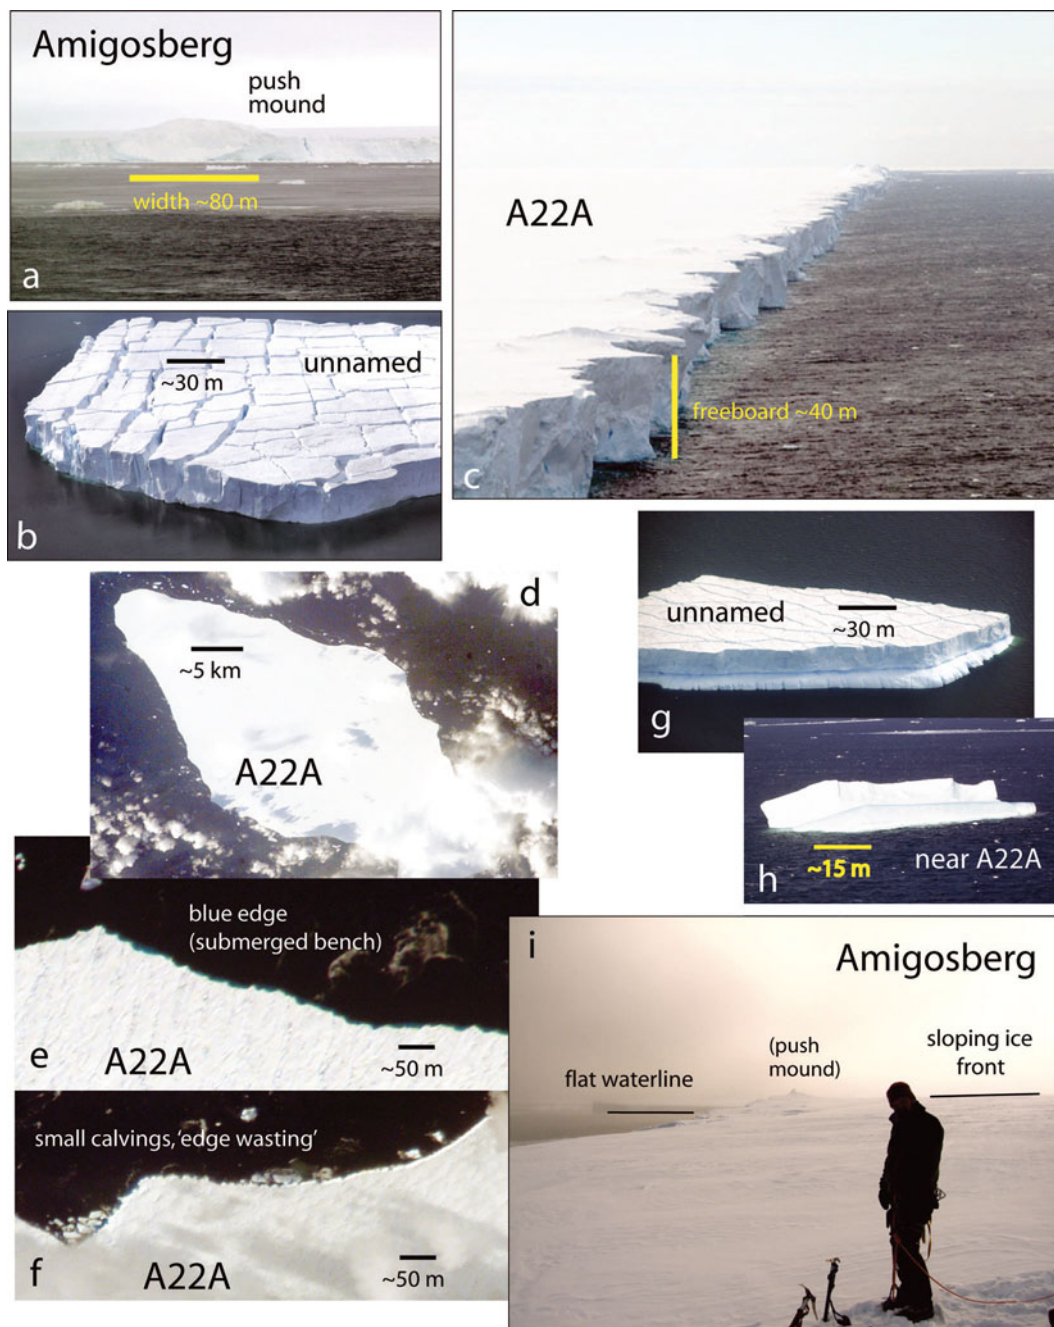 Amigosberg
push
mound
width ~80 m
a
unnamed
~30 m
b
A22A
freeboard ~40 m
c
d
~5 km
A22A
blue edge
(submerged bench)
e
A22A
~50 m
small calvings,'edge wasting'
f
A22A
~50 m
unnamed
~30 m
g
~15 m
near A22A
h
i
Amigosberg
(push
mound)
sloping ice
front
flat waterline